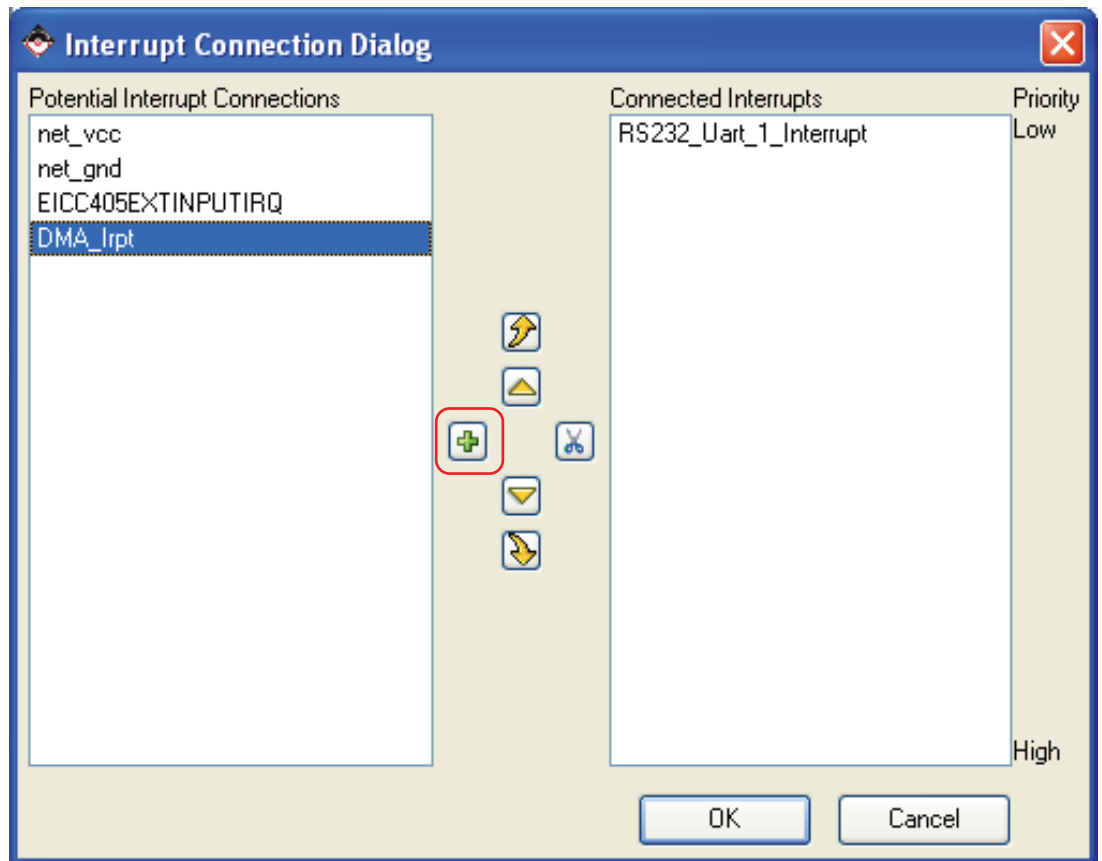 Interrupt Connection Dialog
Potential Interrupt Connections
net_vcc
net_gnd
EICC405EXTINPUTIRQ
DMA_Irpt
Connected Interrupts
RS232_Uart_1_Interrupt
Priority
Low
High
OK
Cancel